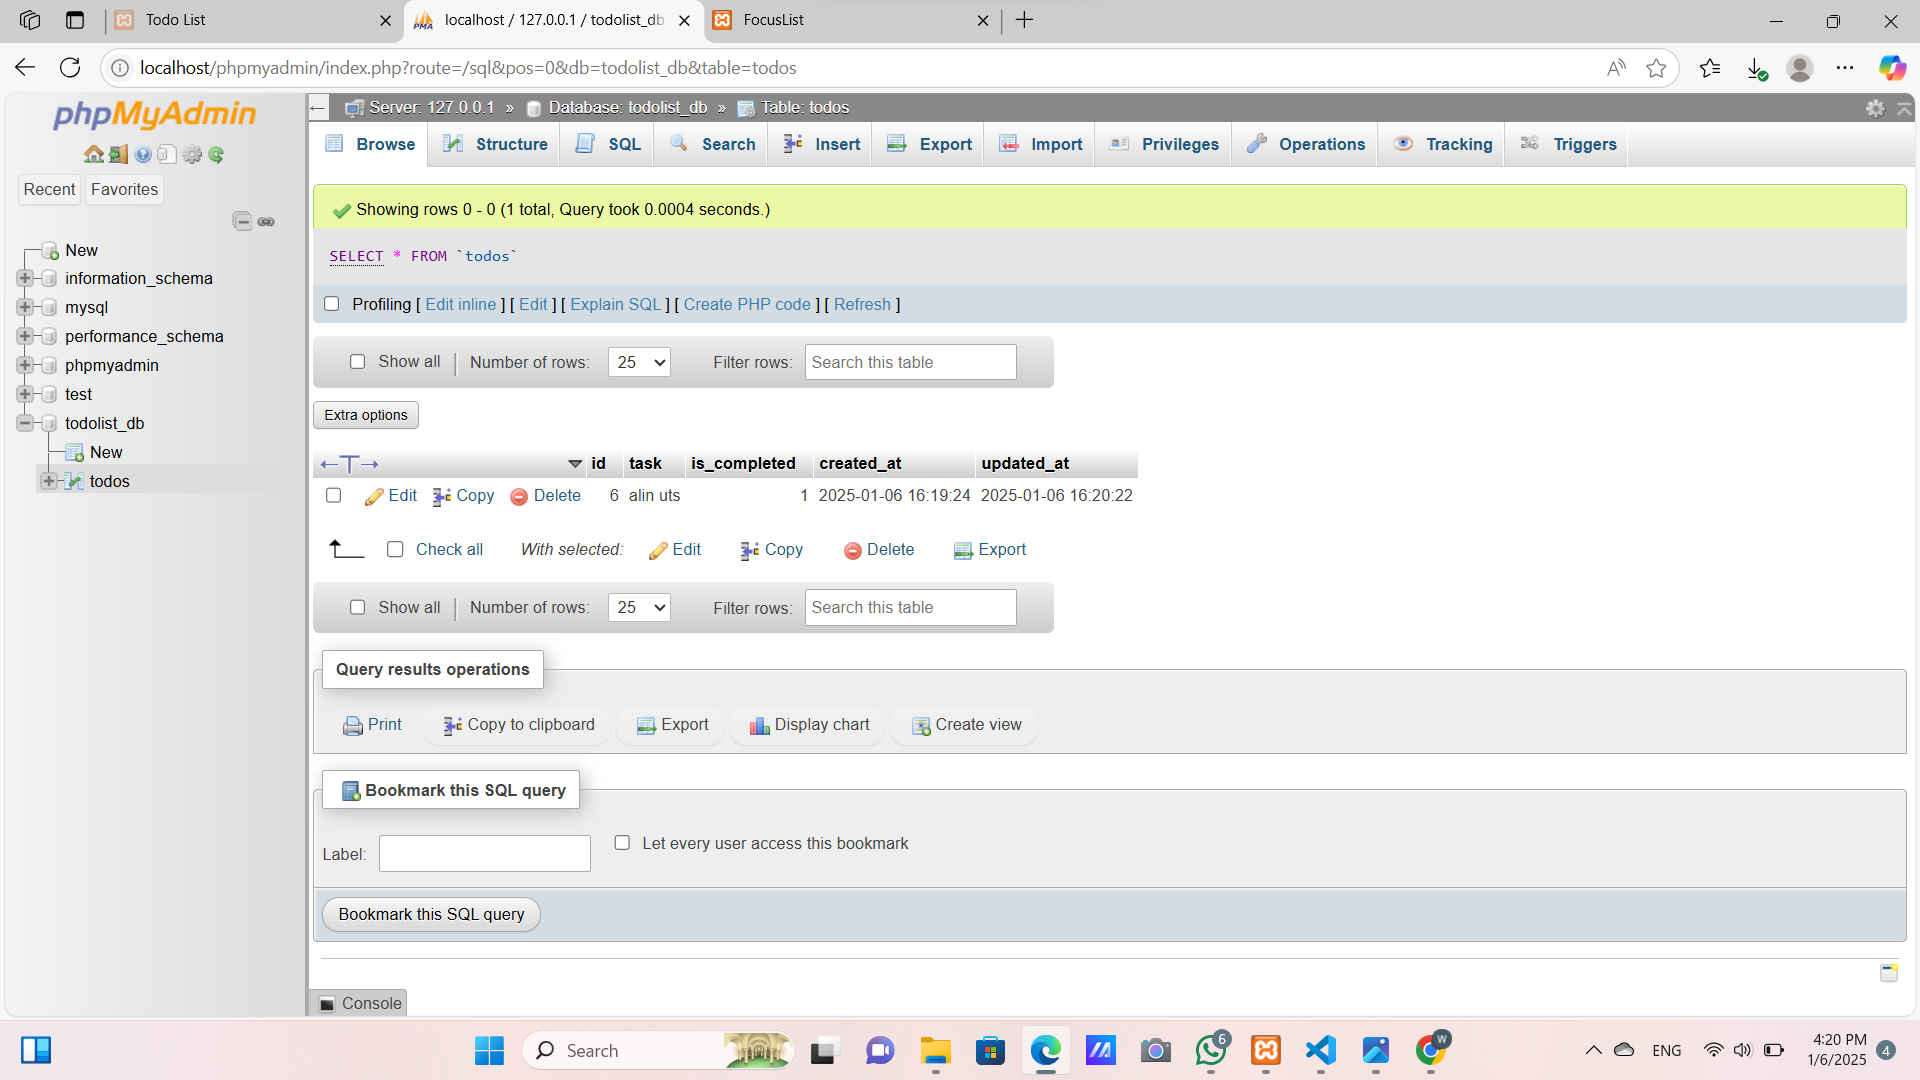 Todo List
localhost / 127.0.0.1 / todolist_db
FocusList
localhost/phpmyadmin/index.php?route=/sql&pos=0&db=todolist_db&table=todos
phpMyAdmin
Server: 127.0.0.1 » Database: todolist_db » Table: todos
Browse Structure SQL Search Insert Export Import Privileges Operations Tracking Triggers
Recent Favorites
New
information_schema
mysql
performance_schema
phpmyadmin
test
todolist_db
New
todos
Showing rows 0 - 0 (1 total, Query took 0.0004 seconds.)
SELECT * FROM `todos`
Profiling [ Edit inline ] [ Edit ] [ Explain SQL ] [ Create PHP code ] [ Refresh ]
Show all Number of rows: 25 Filter rows: Search this table
Extra options
id task is_completed created_at updated_at
Edit Copy Delete 6 alin uts 1 2025-01-06 16:19:24 2025-01-06 16:20:22
Check all With selected: Edit Copy Delete Export
Show all Number of rows: 25 Filter rows: Search this table
Query results operations
Print Copy to clipboard Export Display chart Create view
Bookmark this SQL query
Label: Let every user access this bookmark
Bookmark this SQL query
Console
Search
6
W
ENG
4:20 PM
1/6/2025
4